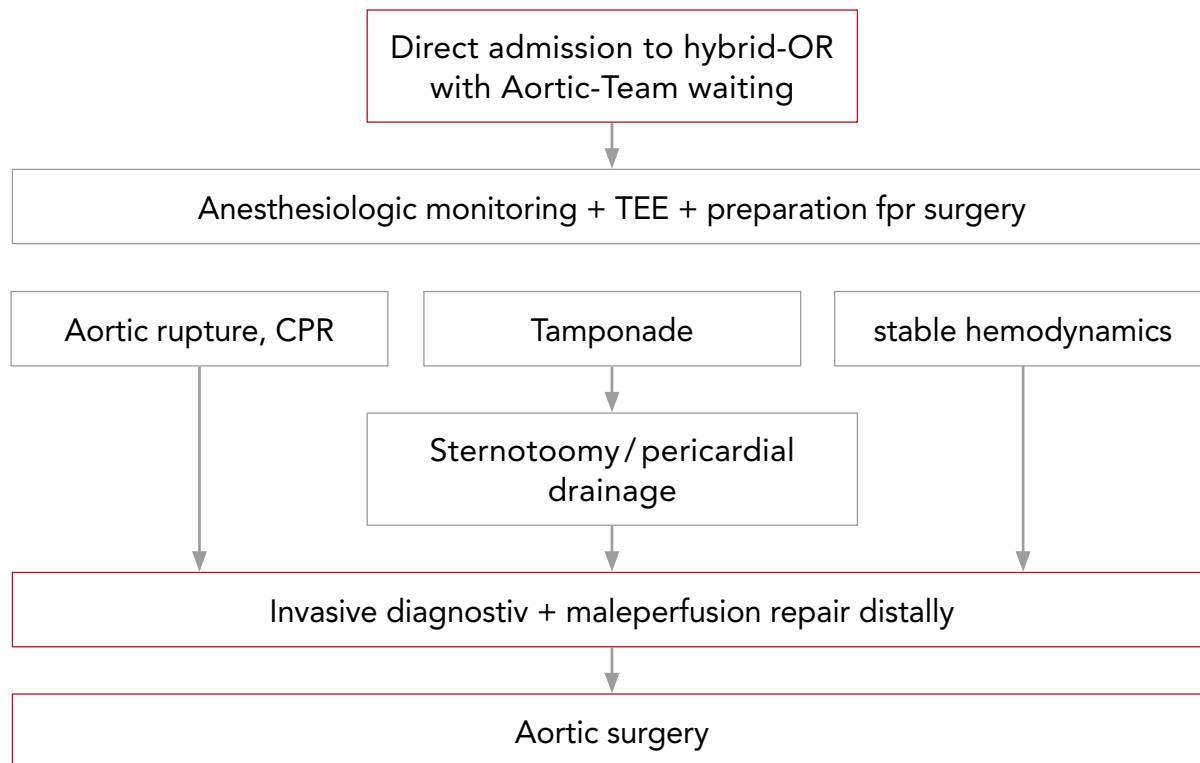 Direct admission to hybrid-OR
with Aortic-Team waiting
Anesthesiologic monitoring + TEE + preparation fpr surgery
Aortic rupture, CPR
Tamponade
stable hemodynamics
Sternotoomy / pericardial
drainage
Invasive diagnostiv + maleperfusion repair distally
Aortic surgery